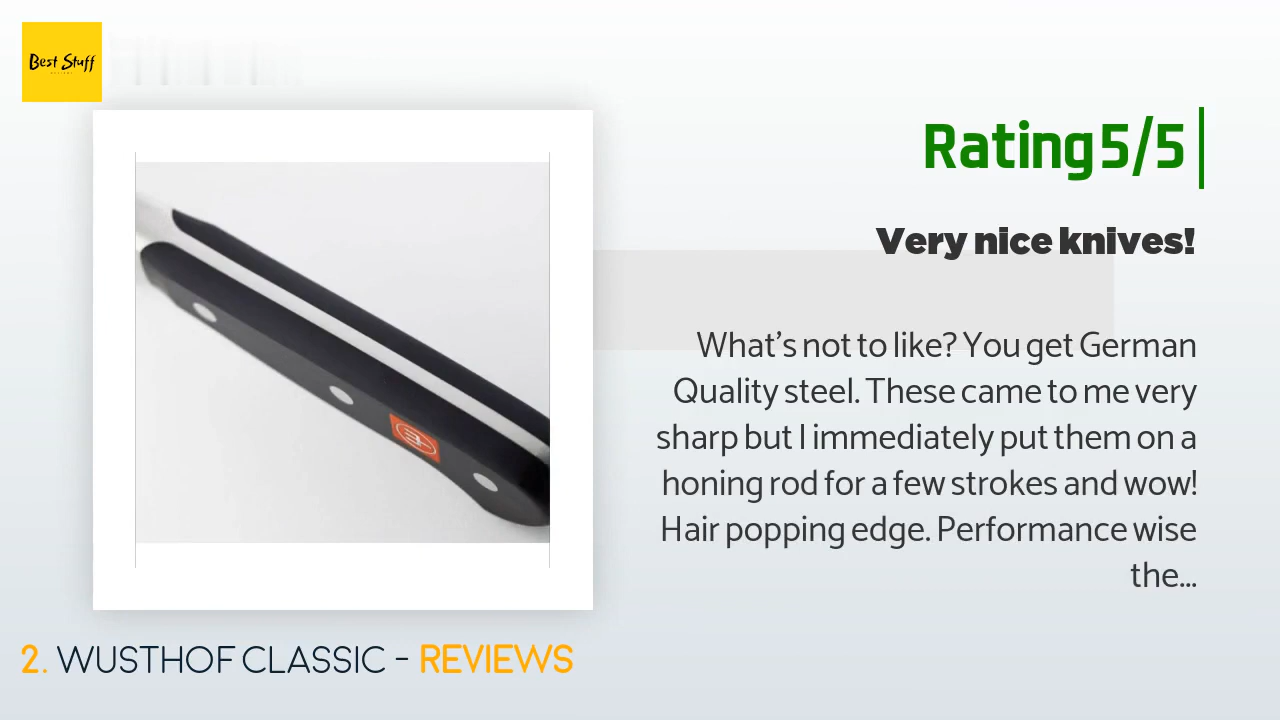 Best Stuff
Rating 5/5
Very nice knives!
What's not to like? You get German
Quality steel. These came to me very
sharp but I immediately put them on a
honing rod for a few strokes and wow!
Hair popping edge. Performance wise
the...
2. WUSTHOF CLASSIC - REVIEWS